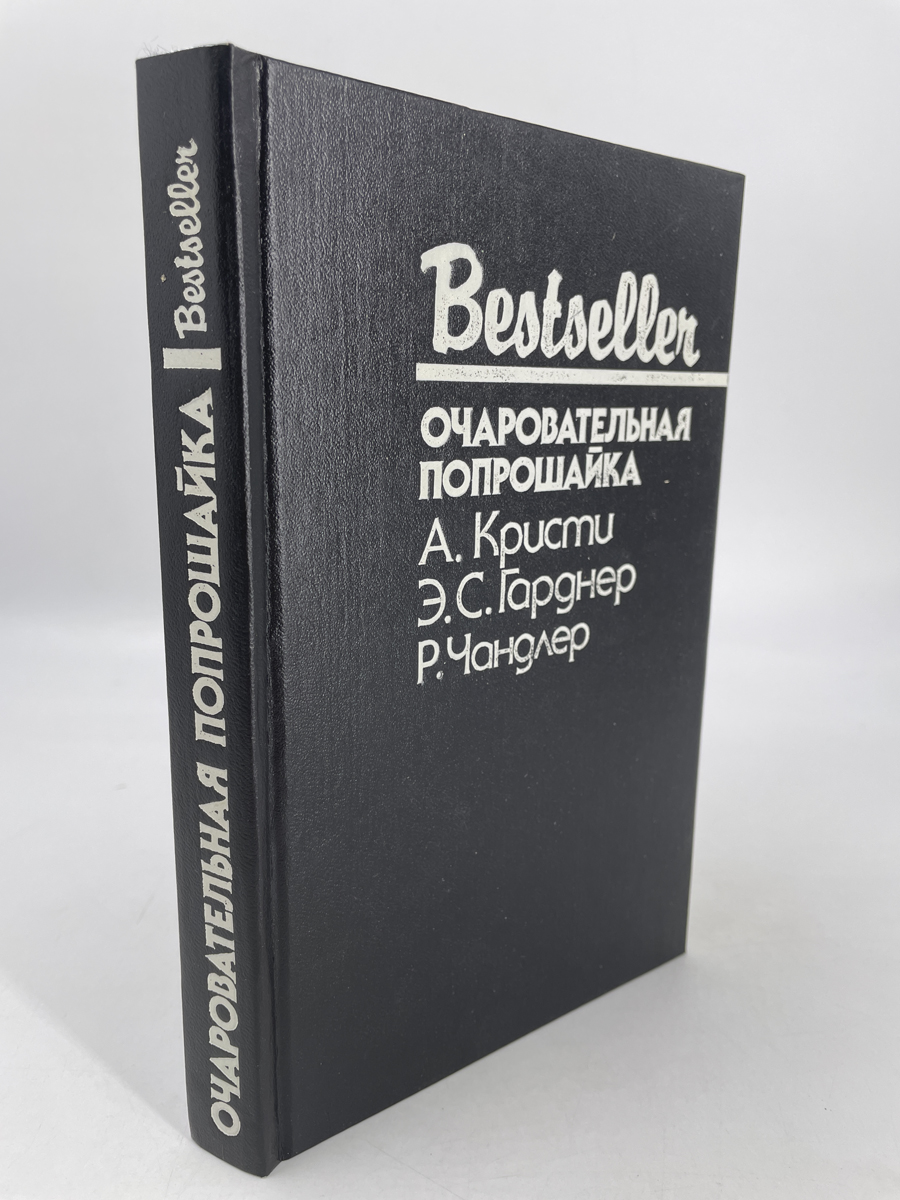 Bestseller
ОЧАРОВАТЕЛЬНАЯ
ПОПРОШАЙКА
А. Кристи
Э.С. Гарднер
Р. Чандлер
ОЧАРОВАТЕЛЬНАЯ ПОПРОШАЙКА | Bestseller